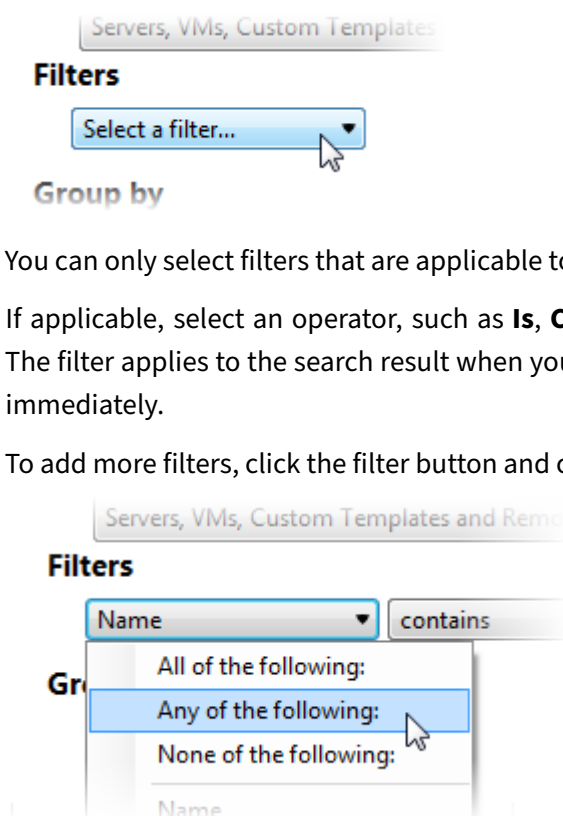 Servers, VMs, Custom Templates
Filters
Select a filter...
Group by
You can only select filters that are applicable to
If applicable, select an operator, such as Is,
The filter applies to the search result when you
immediately.
To add more filters, click the filter button and
Servers, VMs, Custom Templates and Remo
Filters
Name contains
All of the following:
Gr
Any of the following:
None of the following:
Name